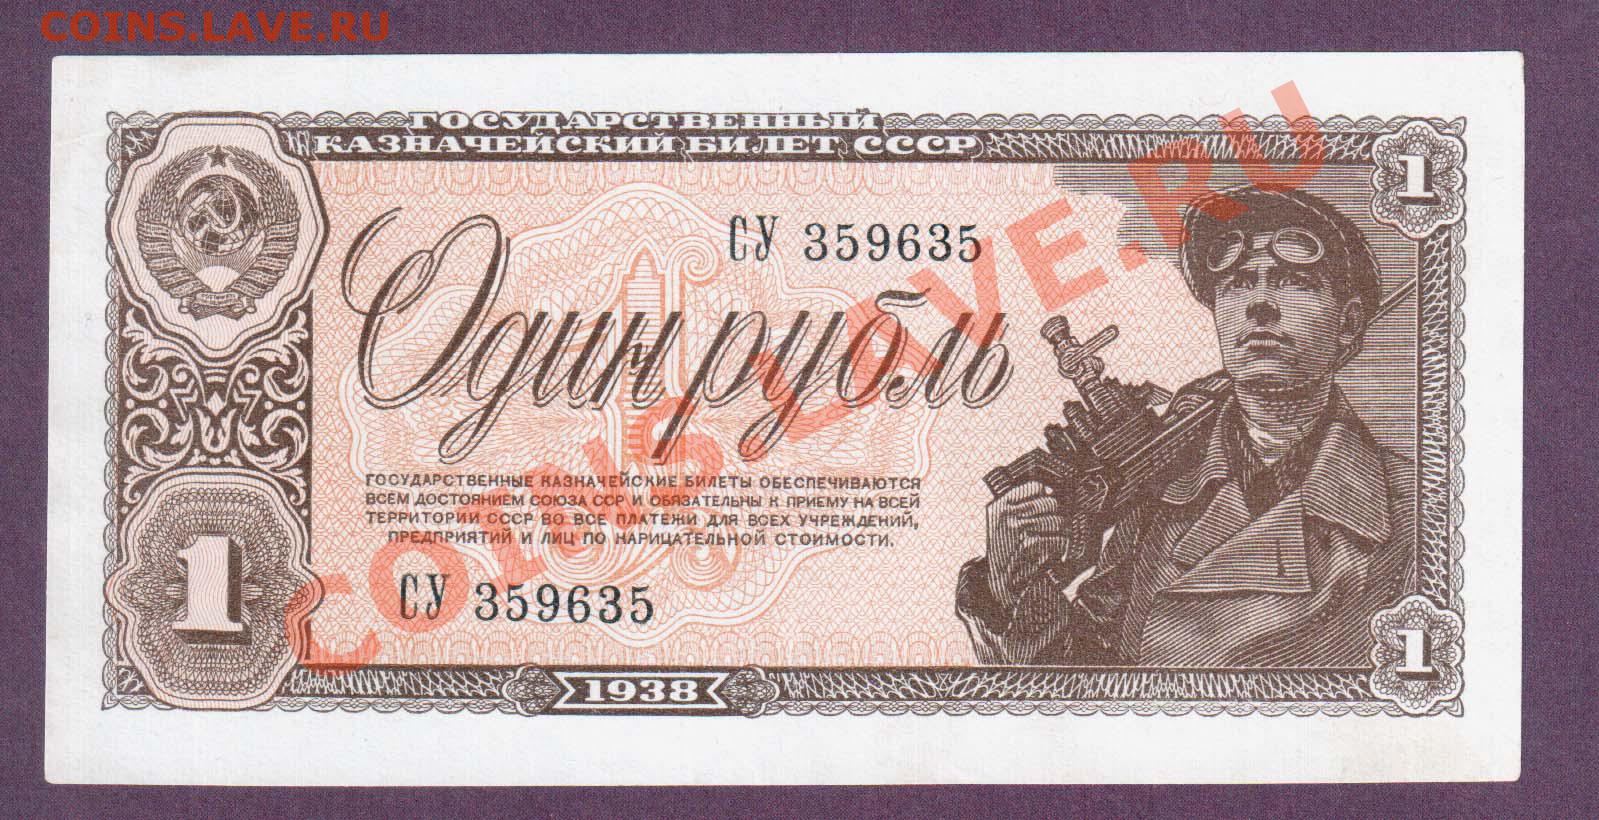 COINS.LAVE.RU
ГОСУДАРСТВЕННЫЙ
КАЗНАЧЕЙСКИЙ БИЛЕТ СССР
1
СУ 359635
Один рубль
ГОСУДАРСТВЕННЫЕ КАЗНАЧЕЙСКИЕ БИЛЕТЫ ОБЕСПЕЧИВАЮТСЯ
ВСЕМ ДОСТОЯНИЕМ СОЮЗА ССР И ОБЯЗАТЕЛЬНЫ К ПРИЕМУ НА ВСЕЙ
ТЕРРИТОРИИ СССР ВО ВСЕ ПЛАТЕЖИ ДЛЯ ВСЕХ УЧРЕЖДЕНИЙ,
ПРЕДПРИЯТИЙ И ЛИЦ ПО НАРИЦАТЕЛЬНОЙ СТОИМОСТИ.
1
СУ 359635
1
1938
COINS.LAVE.RU